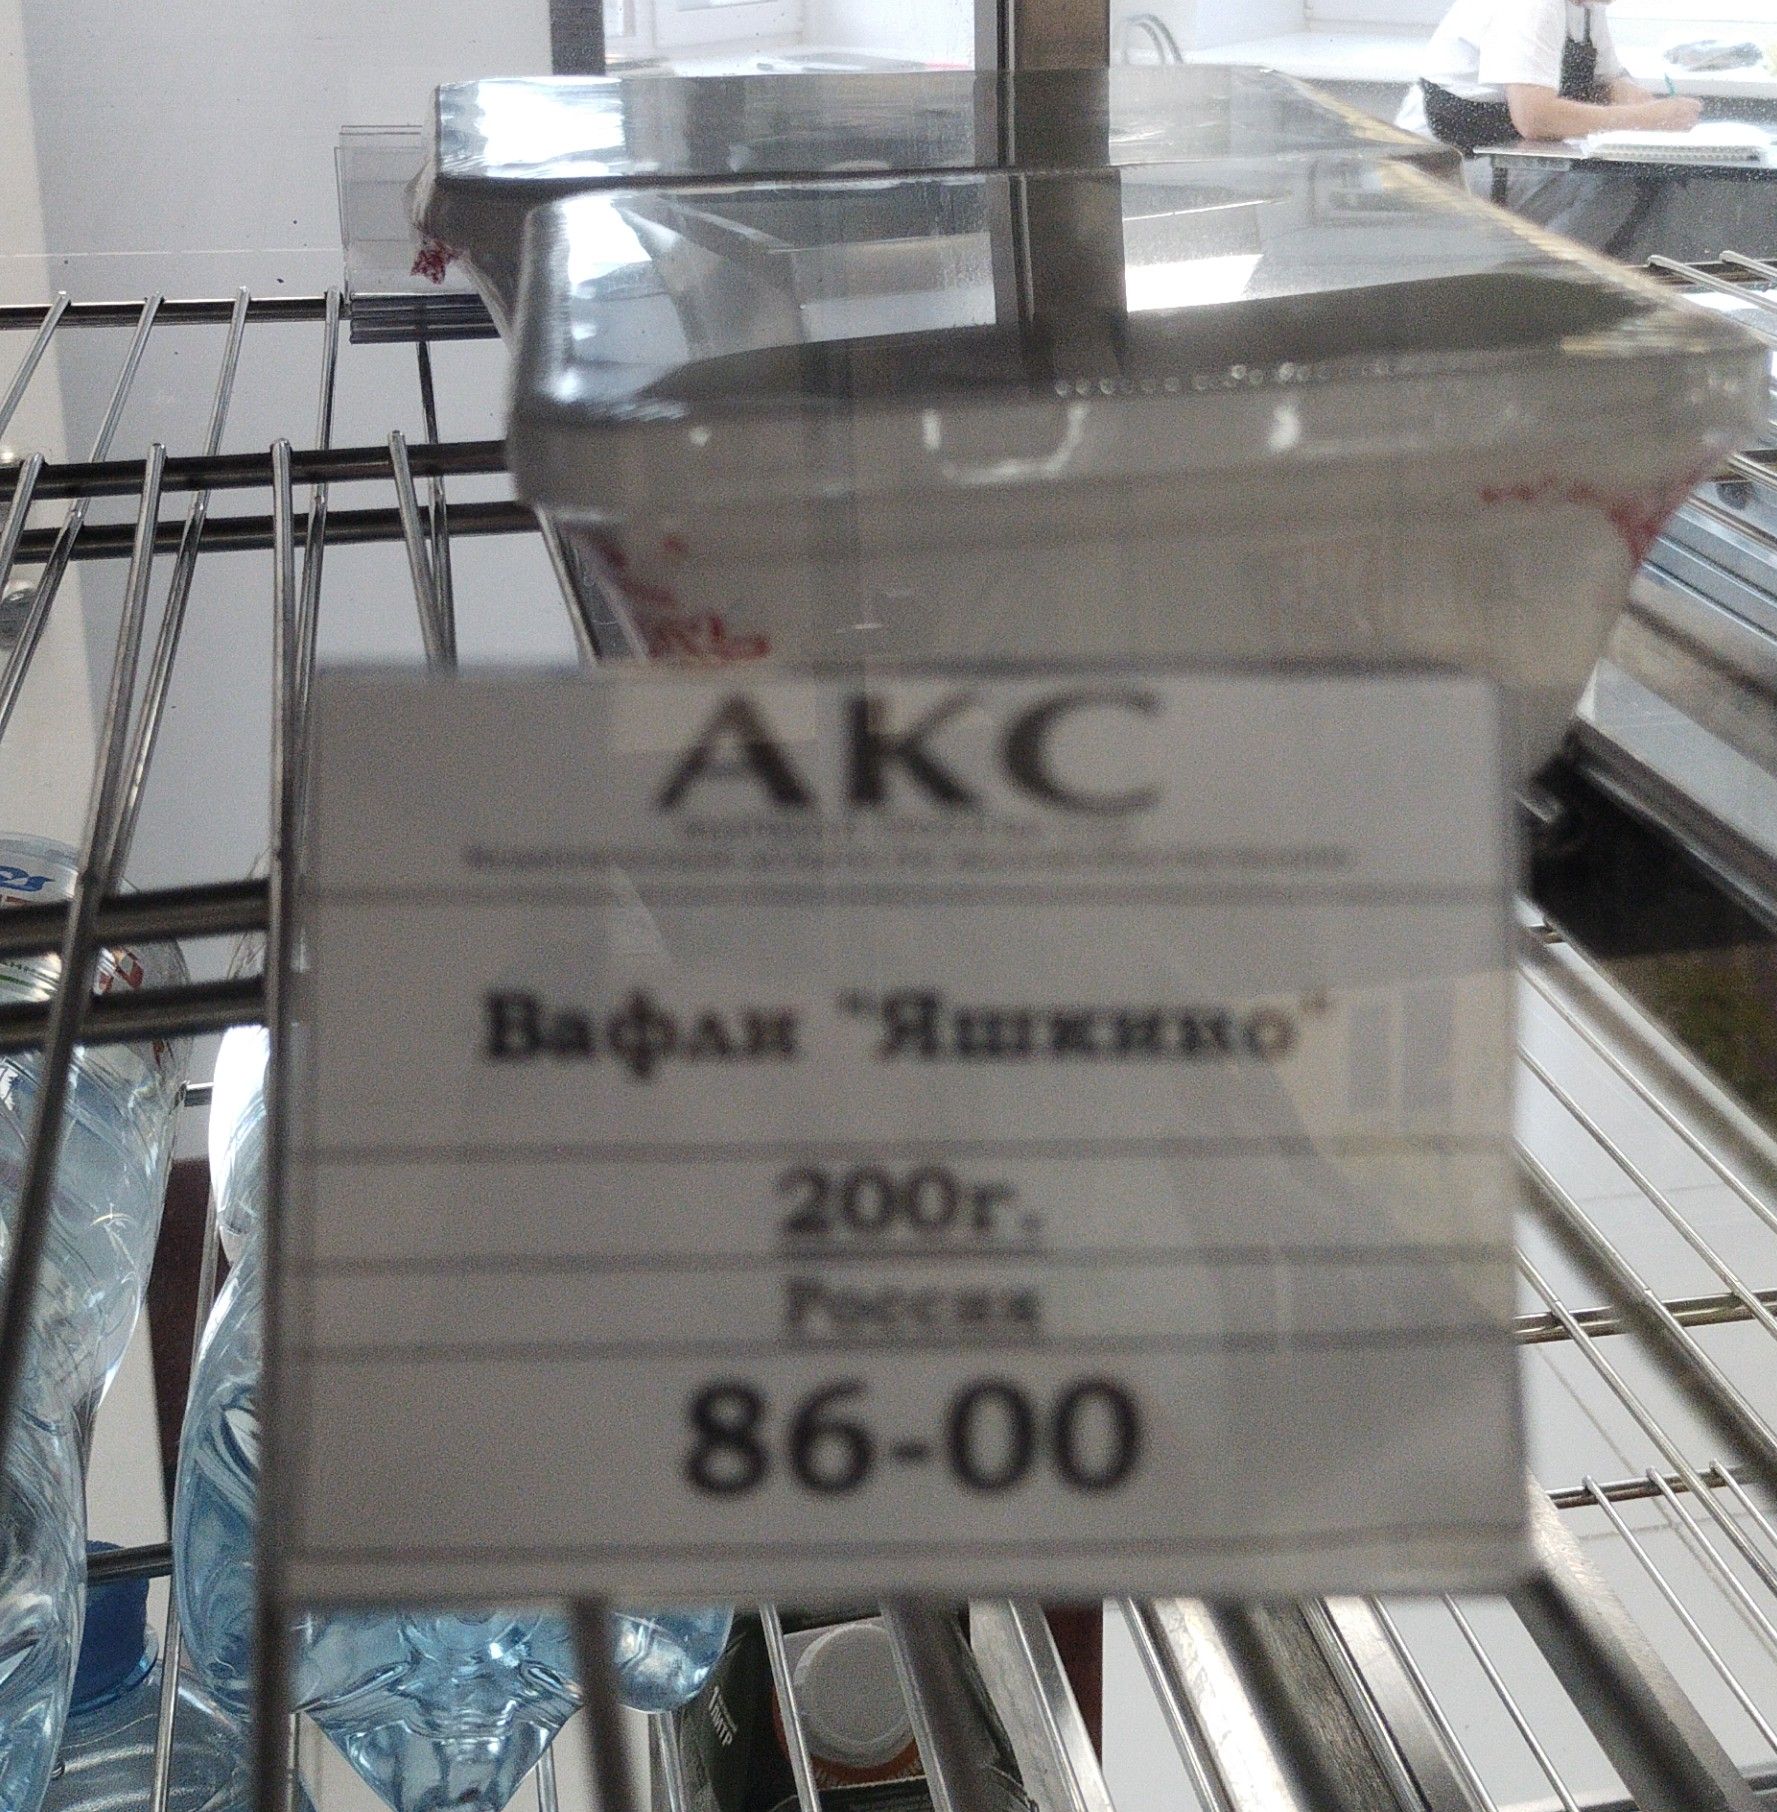 АКС
Вафли "Яшкино"
200г.
Россия
86-00